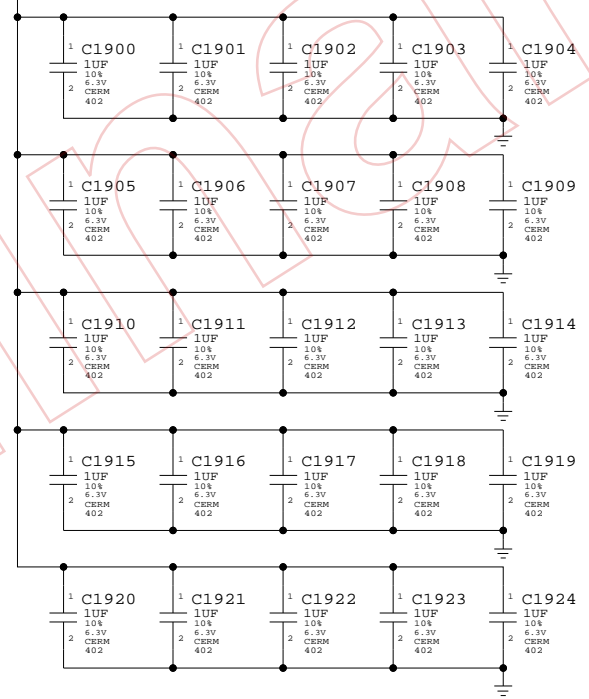 1 C1900 1 C1901 1 C1902 1 C1903 1 C1904
1UF 1UF 1UF 1UF 1UF
10% 10% 10% 10% 10%
2 6.3V 2 6.3V 2 6.3V 2 6.3V 2 6.3V
CERM CERM CERM CERM CERM
402 402 402 402 402
1 C1905 1 C1906 1 C1907 1 C1908 1 C1909
1UF 1UF 1UF 1UF 1UF
10% 10% 10% 10% 10%
2 6.3V 2 6.3V 2 6.3V 2 6.3V 2 6.3V
CERM CERM CERM CERM CERM
402 402 402 402 402
1 C1910 1 C1911 1 C1912 1 C1913 1 C1914
1UF 1UF 1UF 1UF 1UF
10% 10% 10% 10% 10%
2 6.3V 2 6.3V 2 6.3V 2 6.3V 2 6.3V
CERM CERM CERM CERM CERM
402 402 402 402 402
1 C1915 1 C1916 1 C1917 1 C1918 1 C1919
1UF 1UF 1UF 1UF 1UF
10% 10% 10% 10% 10%
2 6.3V 2 6.3V 2 6.3V 2 6.3V 2 6.3V
CERM CERM CERM CERM CERM
402 402 402 402 402
1 C1920 1 C1921 1 C1922 1 C1923 1 C1924
1UF 1UF 1UF 1UF 1UF
10% 10% 10% 10% 10%
2 6.3V 2 6.3V 2 6.3V 2 6.3V 2 6.3V
CERM CERM CERM CERM CERM
402 402 402 402 402